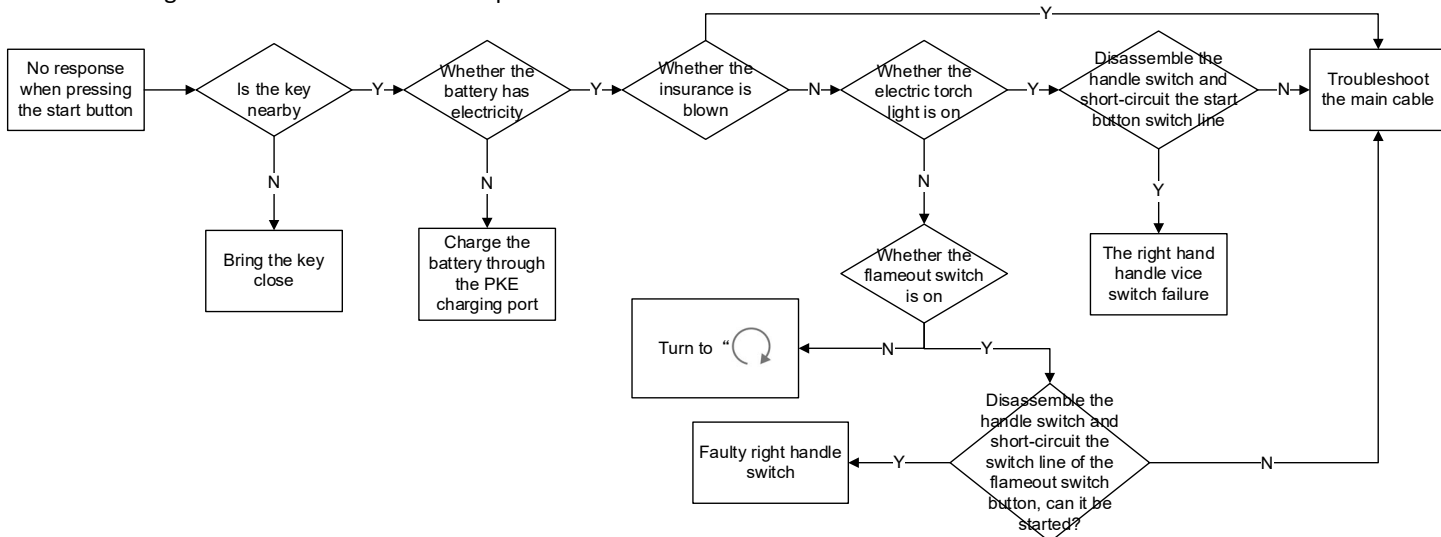 No response
when pressing
the start button
Is the key
nearby
Y
N
Bring the key
close
Whether the
battery has
electricity
Y
N
Charge the
battery through
the PKE
charging port
Whether the
insurance is
blown
Y
N
Whether the
electric torch
light is on
Y
N
Disassemble the
handle switch and
short-circuit the start
button switch line
N
Y
Troubleshoot
the main cable
The right hand
handle vice
switch failure
Whether the
flameout switch
is on
N
Y
Turn to “
Disassemble the
handle switch and
short-circuit the
switch line of the
flameout switch
button, can it be
started?
Y
N
Faulty right handle
switch